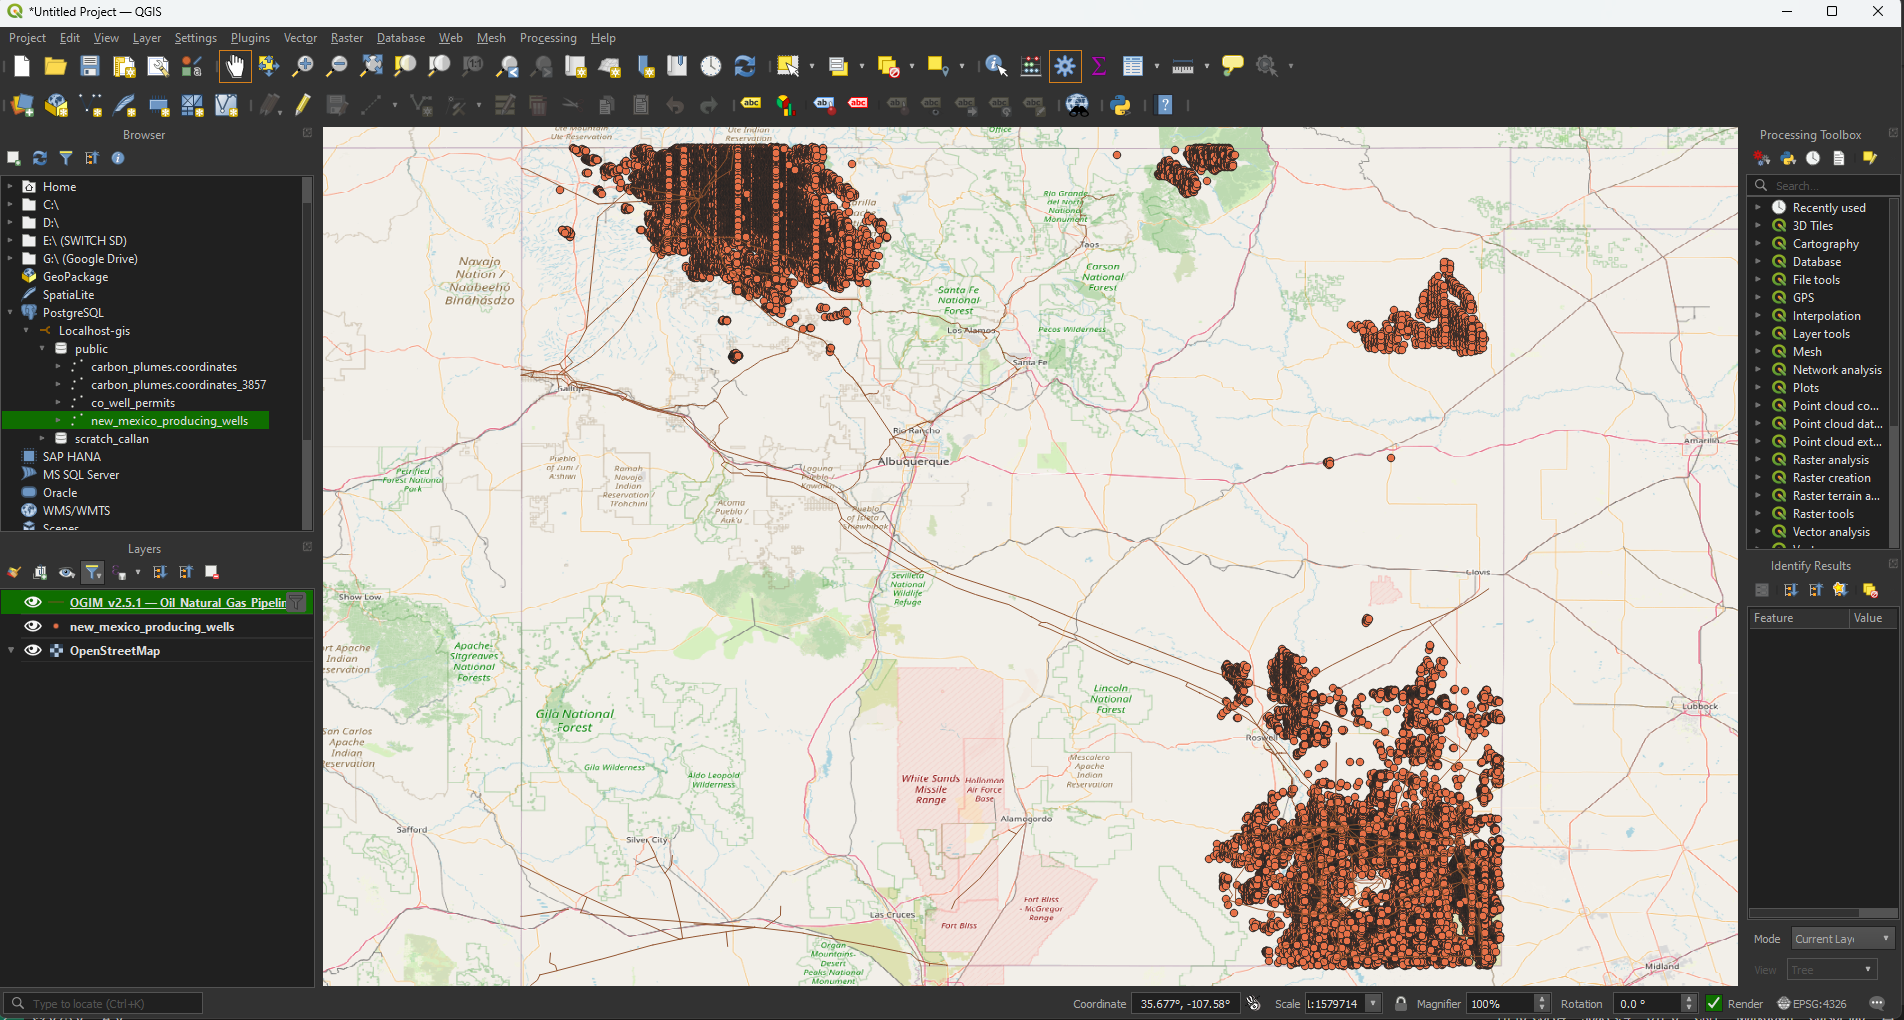 *Untitled Project — QGIS
Project Edit View Layer Settings Plugins Vector Raster Database Web Mesh Processing Help
Browser
Home
C:\
D:\
E:\ (SWITCH SD)
G:\ (Google Drive)
GeoPackage
SpatiaLite
PostgreSQL
Localhost-gis
public
carbon_plumes.coordinates
carbon_plumes.coordinates_3857
co_well_permits
new_mexico_producing_wells
scratch_callan
SAP HANA
MS SQL Server
Oracle
WMS/WMTS
Scenes
Layers
OGIM_v2.5.1 — Oil_Natural_Gas_Pipelin
new_mexico_producing_wells
OpenStreetMap
Ute Mountain
Ute Reservation
Ute Indian
Reservation
Office
Navajo
Nation /
Naabeehó
Bináhásdzo
Rio Grande
del Norte
National
Monument
Taos
Carson
National
Forest
Santa Fe
National
Forest
Los Alamos
Pecos Wilderness
Santa Fe
Gallup
Rio Rancho
Albuquerque
Amarillo
Petrified
Forest National
Park
Pueblo
of Zuni /
A:shiwi
Ramah
Navajo
Indian
Reservation /
Tł'ohchiní
Laguna
Pueblo /
Kawaika
Acoma
Pueblo /
Aak'u
Pueblo
of Isleta /
Shiewhibak
Sevilleta
National
Wildlife
Refuge
Clovis
Show Low
Apache-
Sitgreaves
National
Forests
ort Apache
Indian
eservation
San Carlos
Apache
Indian
eservation
Gila National
Forest
Gila Wilderness
Aldo Leopold
Wilderness
Lincoln
National
Forest
Mescalero
Apache
Indian
Reservation
White Sands
Missile
Range
Holloman
Air Force
Base
Alamogordo
Roswell
Lubbock
Safford
Silver City
Las Cruces
Fort Bliss
Fort Bliss
- McGregor
Range
Organ
Mountains-
Desert
Peaks National
Monument
Midland
Processing Toolbox
Search...
Recently used
3D Tiles
Cartography
Database
File tools
GPS
Interpolation
Layer tools
Mesh
Network analysis
Plots
Point cloud co...
Point cloud dat...
Point cloud ext...
Raster analysis
Raster creation
Raster terrain a...
Raster tools
Vector analysis
Identify Results
Feature Value
Mode Current Lay
View Tree
Type to locate (Ctrl+K)
Coordinate 35.677°, -107.58° Scale 1:1579714 Magnifier 100% Rotation 0.0 ° Render EPSG:4326